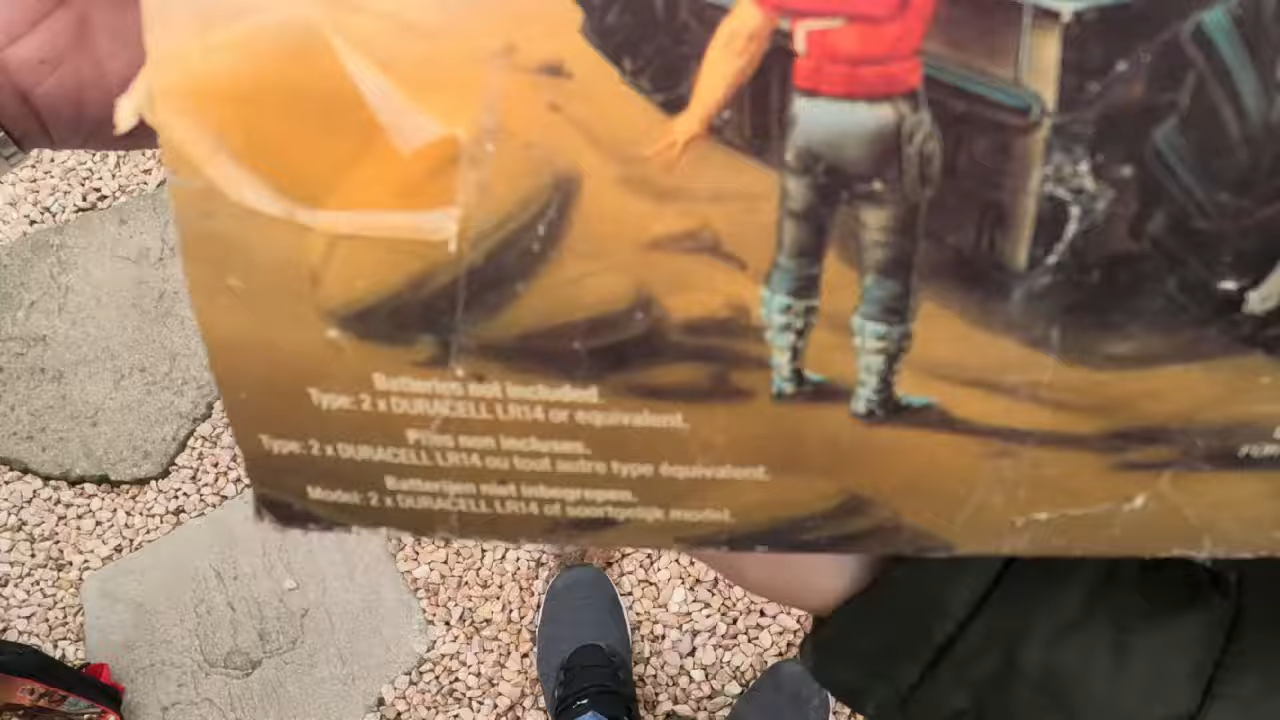 Batteries not included.
Type: 2 x DURACELL LR14 or equivalent.
Piles non incluses.
Type: 2 x DURACELL LR14 ou tout autre type équivalent.
Batterijen niet inbegrepen.
Model: 2 x DURACELL LR14 of soortgelijk model.